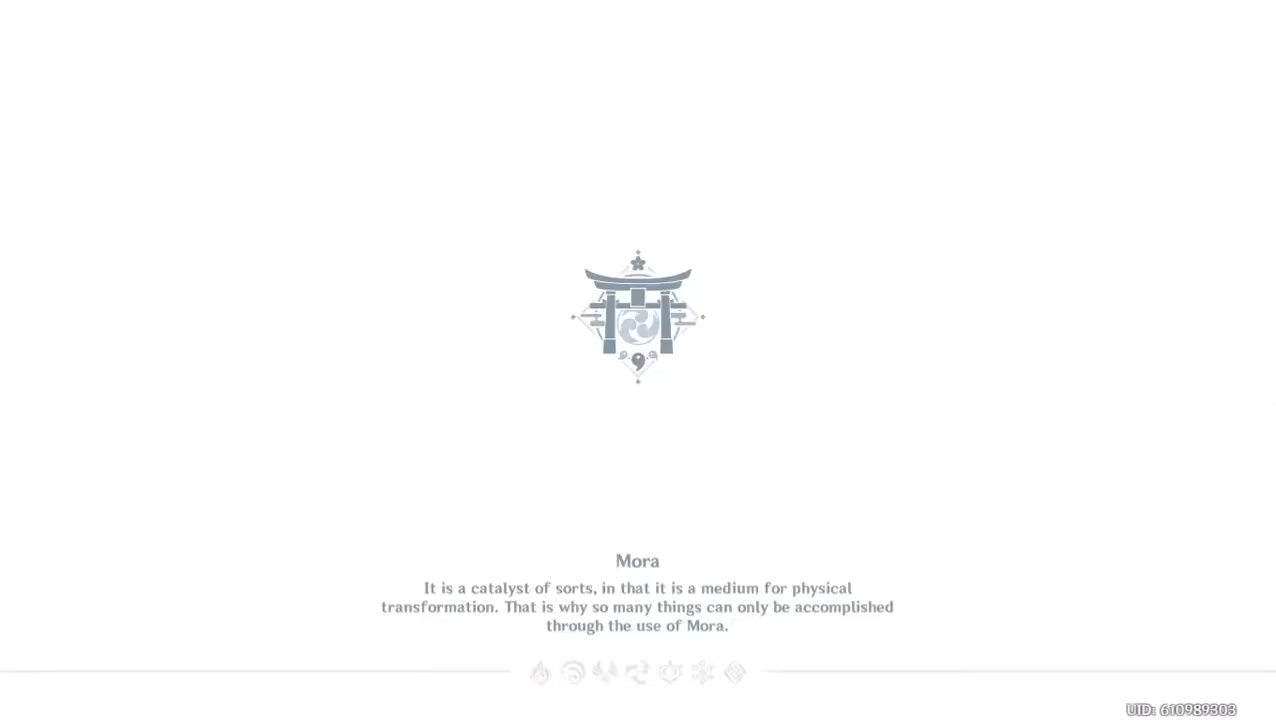 Mora
It is a catalyst of sorts, in that it is a medium for physical
transformation. That is why so many things can only be accomplished
through the use of Mora.
UID: 610989303